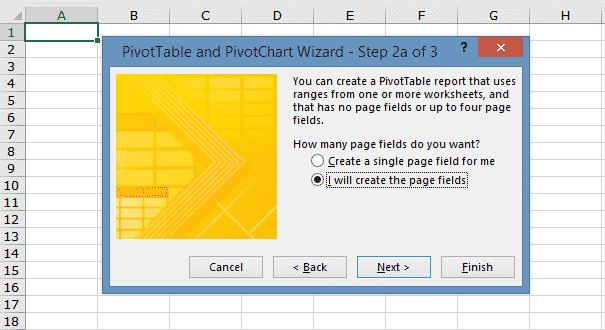 A B C D E F G H
1
PivotTable and PivotChart Wizard - Step 2a of 3 ? ×
2
3
4
5
6
7
8
9
10
11
12
13
14
15
16
17
18
You can create a PivotTable report that uses
ranges from one or more worksheets, and
that has no page fields or up to four page
fields.
How many page fields do you want?
Create a single page field for me
I will create the page fields
Cancel < Back Next > Finish